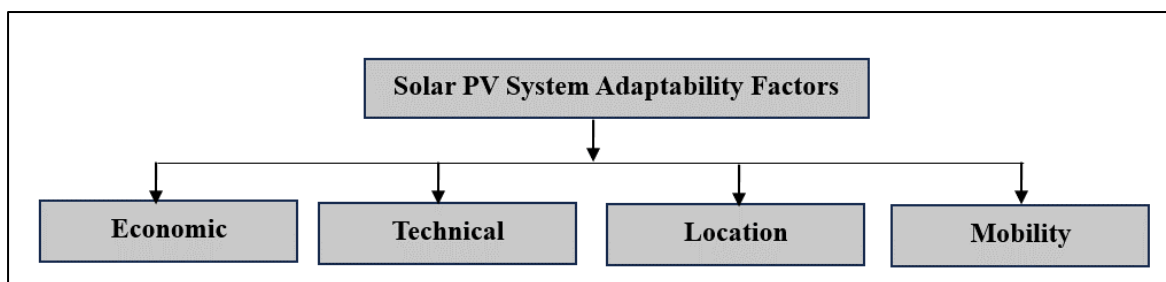 Solar PV System Adaptability Factors
Economic
Technical
Location
Mobility